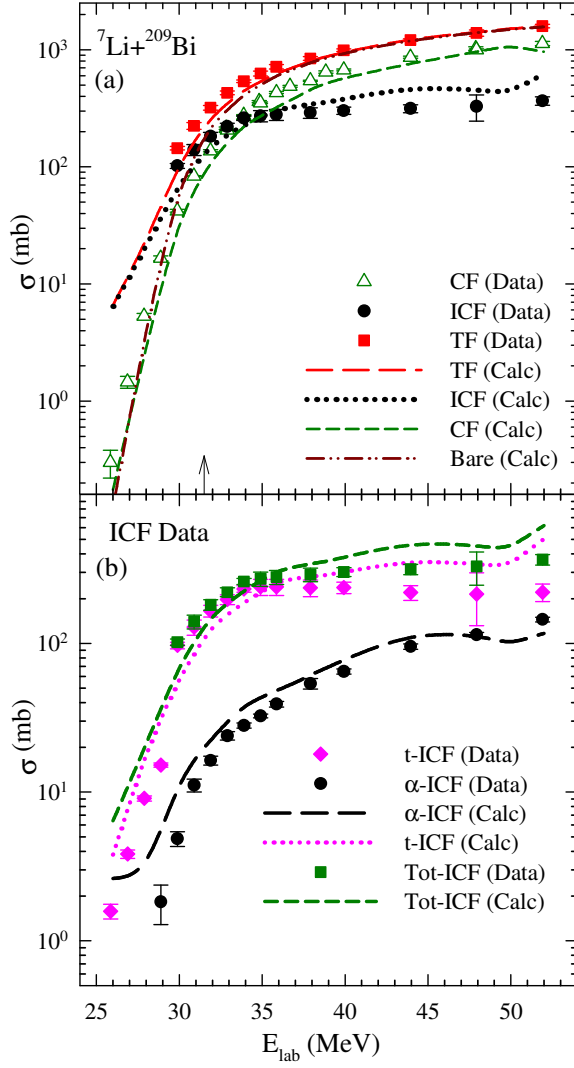 ⁷Li+²⁰⁹Bi
(a)
10³
10²
10¹
10⁰
σ (mb)
CF (Data)
ICF (Data)
TF (Data)
TF (Calc)
ICF (Calc)
CF (Calc)
Bare (Calc)
ICF Data
(b)
10²
10¹
10⁰
σ (mb)
t-ICF (Data)
α-ICF (Data)
α-ICF (Calc)
t-ICF (Calc)
Tot-ICF (Data)
Tot-ICF (Calc)
25 30 35 40 45 50
E_lab (MeV)